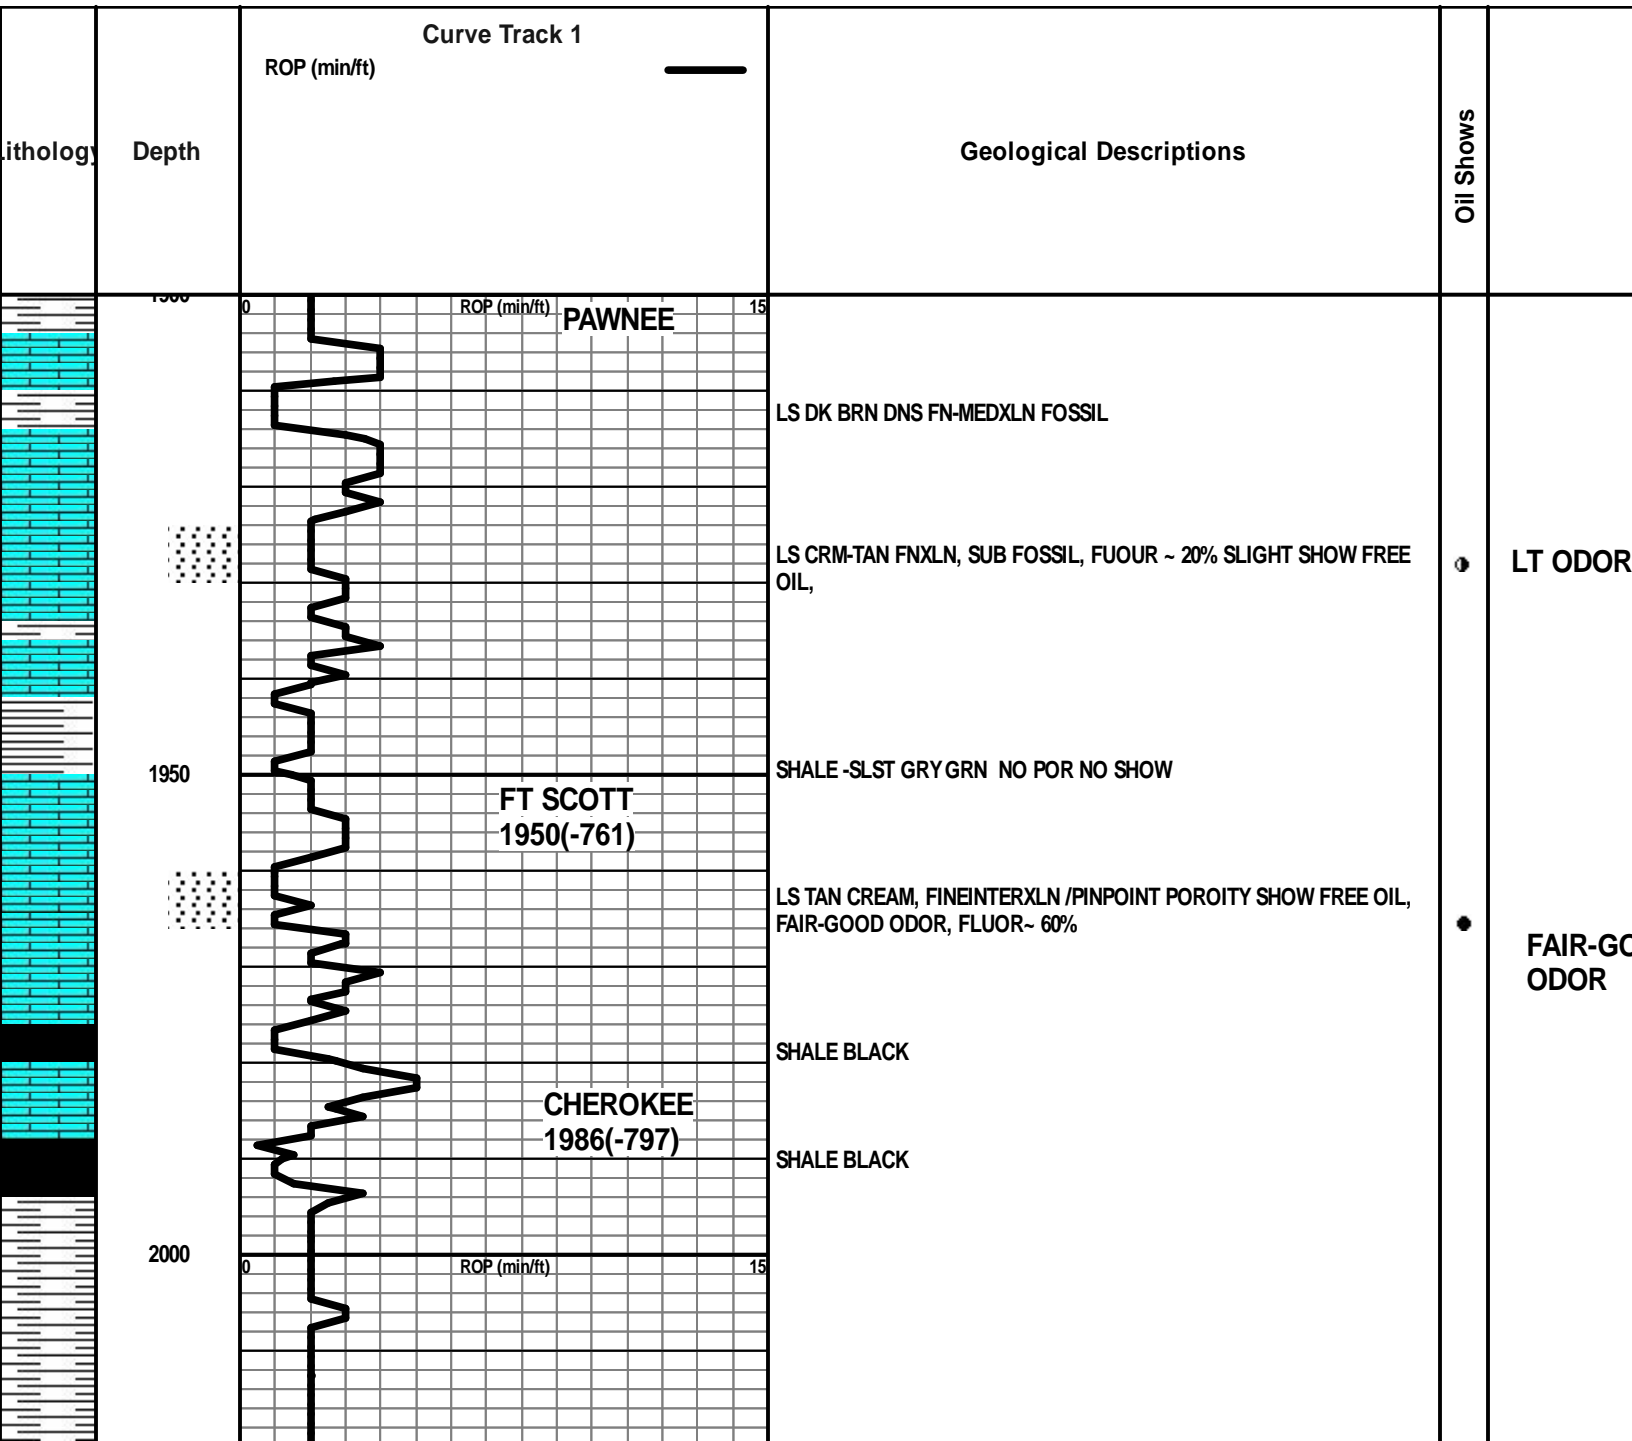 Curve Track 1
ROP (min/ft)
Depth
Geological Descriptions
Oil Shows
0 ROP (min/ft) 15
PAWNEE
LS DK BRN DNS FN-MEDXLN FOSSIL
LS CRM-TAN FNXLN, SUB FOSSIL, FUOUR ~ 20% SLIGHT SHOW FREE
OIL,
LT ODOR
1950
SHALE -SLST GRY GRN NO POR NO SHOW
FT SCOTT
1950(-761)
LS TAN CREAM, FINEINTERXLN /PINPOINT POROITY SHOW FREE OIL,
FAIR-GOOD ODOR, FLUOR~ 60%
FAIR-GO
ODOR
SHALE BLACK
CHEROKEE
1986(-797)
SHALE BLACK
2000
0 ROP (min/ft) 15